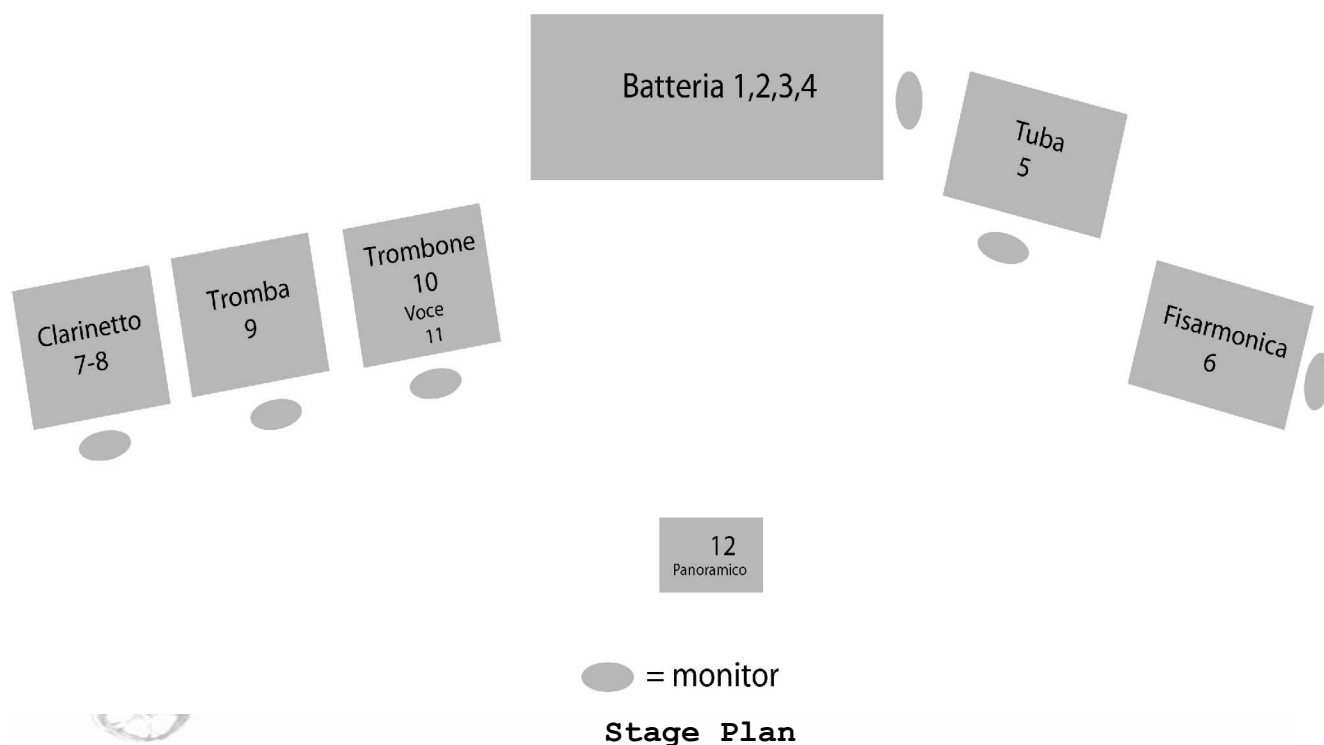 Batteria 1,2,3,4
Tuba
5
Clarinetto
7-8
Tromba
9
Trombone
10
Voce
11
Fisarmonica
6
12
Panoramico
= monitor
Stage Plan